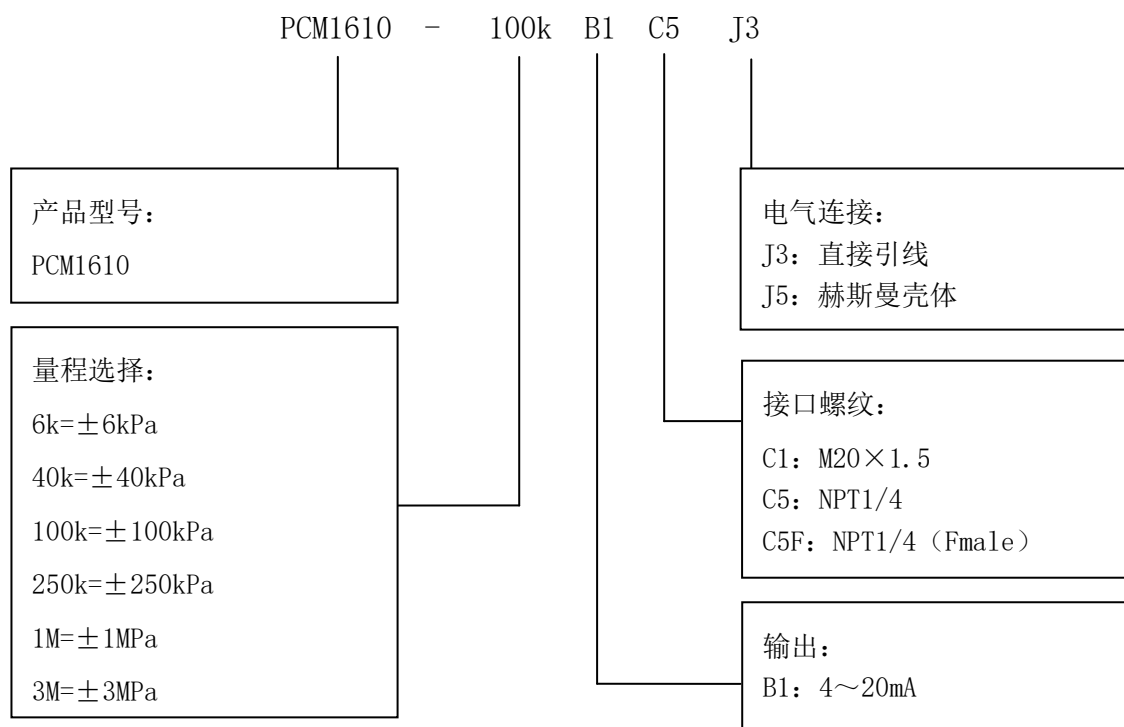 PCM1610 - 100k B1 C5 J3
产品型号：
PCM1610
量程选择：
6k=±6kPa
40k=±40kPa
100k=±100kPa
250k=±250kPa
1M=±1MPa
3M=±3MPa
电气连接：
J3：直接引线
J5：赫斯曼壳体
接口螺纹：
C1：M20×1.5
C5：NPT1/4
C5F：NPT1/4（Fmale）
输出：
B1：4～20mA